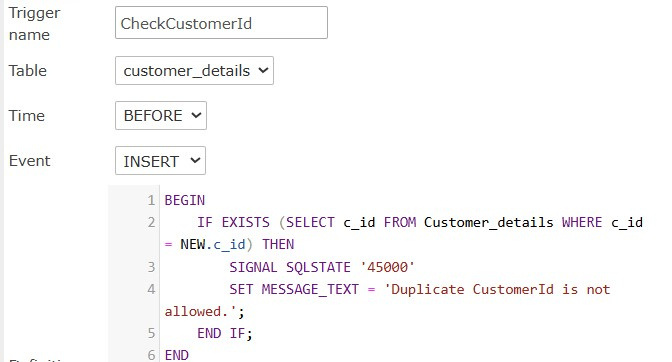 Trigger
name
CheckCustomerId
Table
customer_details
Time
BEFORE
Event
INSERT
1 BEGIN
2 IF EXISTS (SELECT c_id FROM Customer_details WHERE c_id
= NEW.c_id) THEN
3 SIGNAL SQLSTATE '45000'
4 SET MESSAGE_TEXT = 'Duplicate CustomerId is not
allowed.';
5 END IF;
6 END